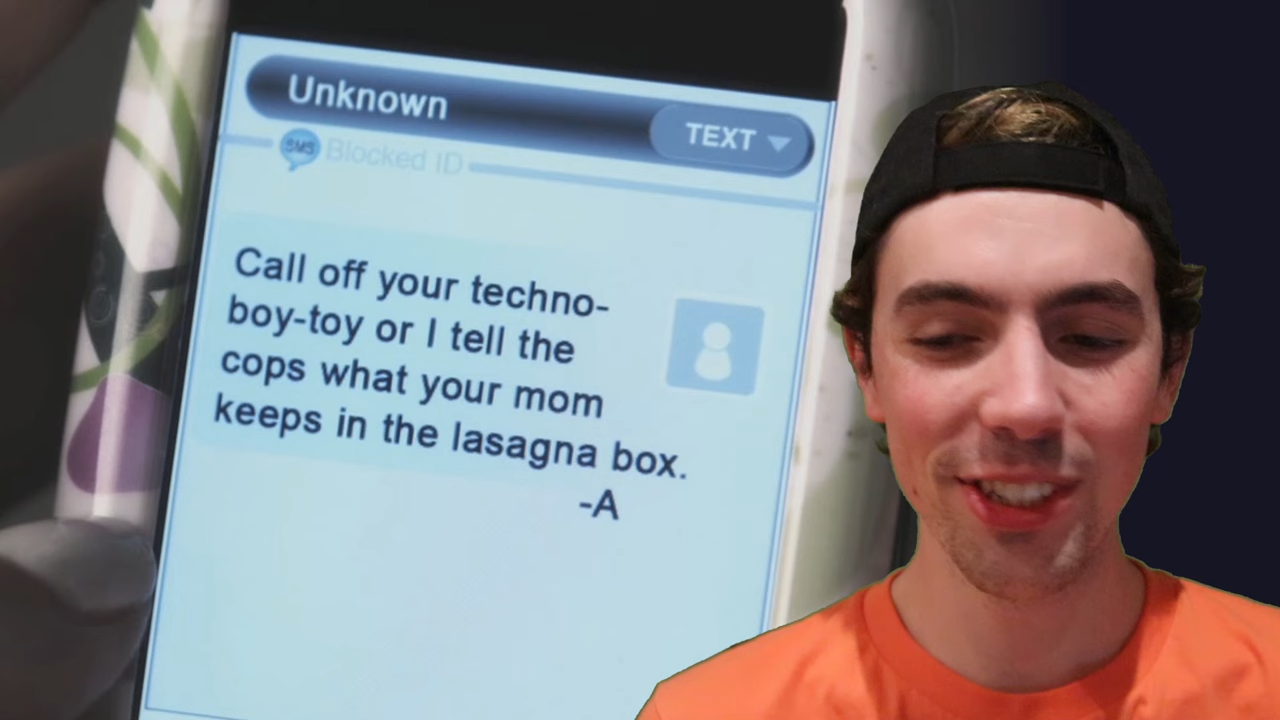 Unknown
TEXT
SMS
Blocked ID
Call off your techno-
boy-toy or I tell the
cops what your mom
keeps in the lasagna box.
-A